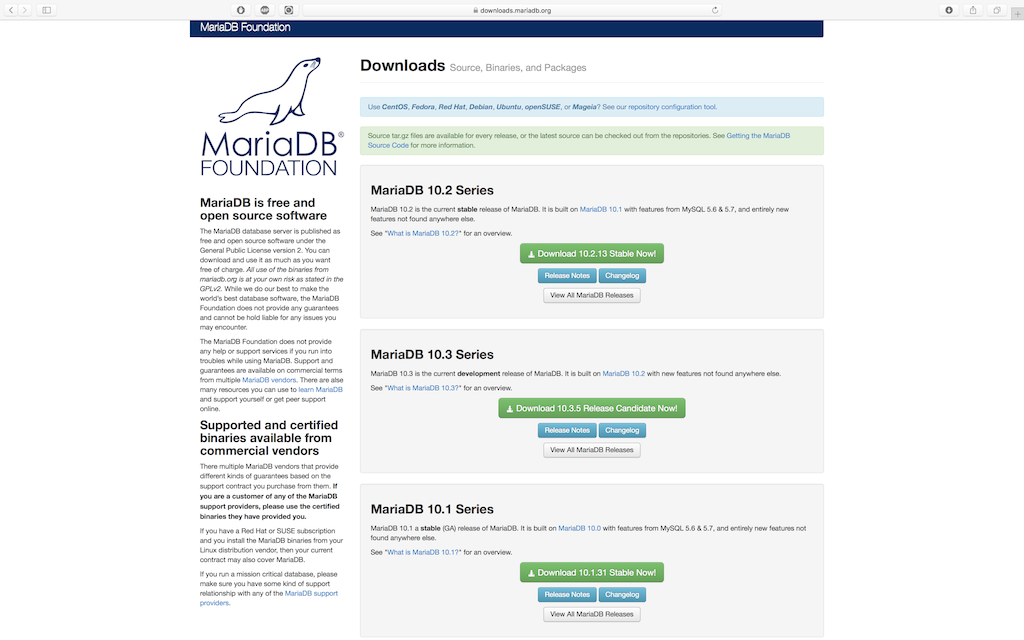 downloads.mariadb.org
MariaDB Foundation
MariaDB®
FOUNDATION
MariaDB is free and
open source software
The MariaDB database server is published as
free and open source software under the
General Public License version 2. You can
download and use it as much as you want
free of charge. All use of the binaries from
mariadb.org is at your own risk as stated in the
GPLv2. While we do our best to make the
world's best database software, the MariaDB
Foundation does not provide any guarantees
and cannot be hold liable for any issues you
may encounter.
The MariaDB Foundation does not provide
any help or support services if you run into
troubles while using MariaDB. Support and
guarantees are available on commercial terms
from multiple MariaDB vendors. There are also
many resources you can use to learn MariaDB
and support yourself or get peer support
online.
Supported and certified
binaries available from
commercial vendors
There multiple MariaDB vendors that provide
different kinds of guarantees based on the
support contract you purchase from them. If
you are a customer of any of the MariaDB
support providers, please use the certified
binaries they have provided you.
If you have a Red Hat or SUSE subscription
and you install the MariaDB binaries from your
Linux distribution vendor, then your current
contract may also cover MariaDB.
If you run a mission critical database, please
make sure you have some kind of support
relationship with any of the MariaDB support
providers.
Downloads Source, Binaries, and Packages
Use CentOS, Fedora, Red Hat, Debian, Ubuntu, openSUSE, or Mageia? See our repository configuration tool.
Source tar.gz files are available for every release, or the latest source can be checked out from the repositories. See Getting the MariaDB
Source Code for more information.
MariaDB 10.2 Series
MariaDB 10.2 is the current stable release of MariaDB. It is built on MariaDB 10.1 with features from MySQL 5.6 & 5.7, and entirely new
features not found anywhere else.
See "What is MariaDB 10.2?" for an overview.
Download 10.2.13 Stable Now!
Release Notes Changelog
View All MariaDB Releases
MariaDB 10.3 Series
MariaDB 10.3 is the current development release of MariaDB. It is built on MariaDB 10.2 with new features not found anywhere else.
See "What is MariaDB 10.3?" for an overview.
Download 10.3.5 Release Candidate Now!
Release Notes Changelog
View All MariaDB Releases
MariaDB 10.1 Series
MariaDB 10.1 a stable (GA) release of MariaDB. It is built on MariaDB 10.0 with features from MySQL 5.6 & 5.7, and entirely new features not
found anywhere else.
See "What is MariaDB 10.1?" for an overview.
Download 10.1.31 Stable Now!
Release Notes Changelog
View All MariaDB Releases